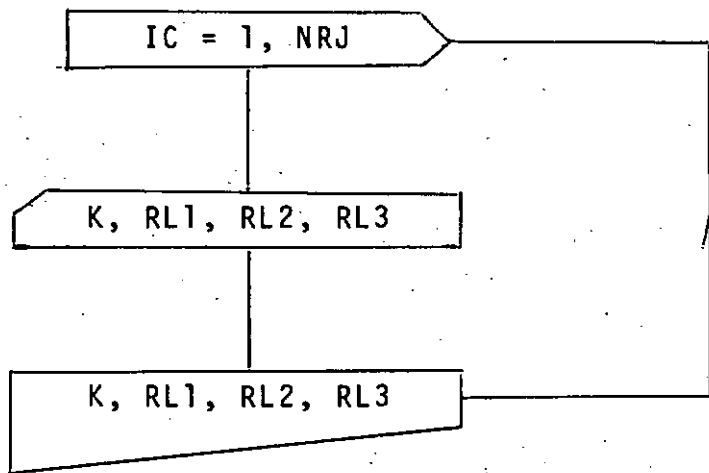 IC = 1, NRJ
K, RL1, RL2, RL3
K, RL1, RL2, RL3